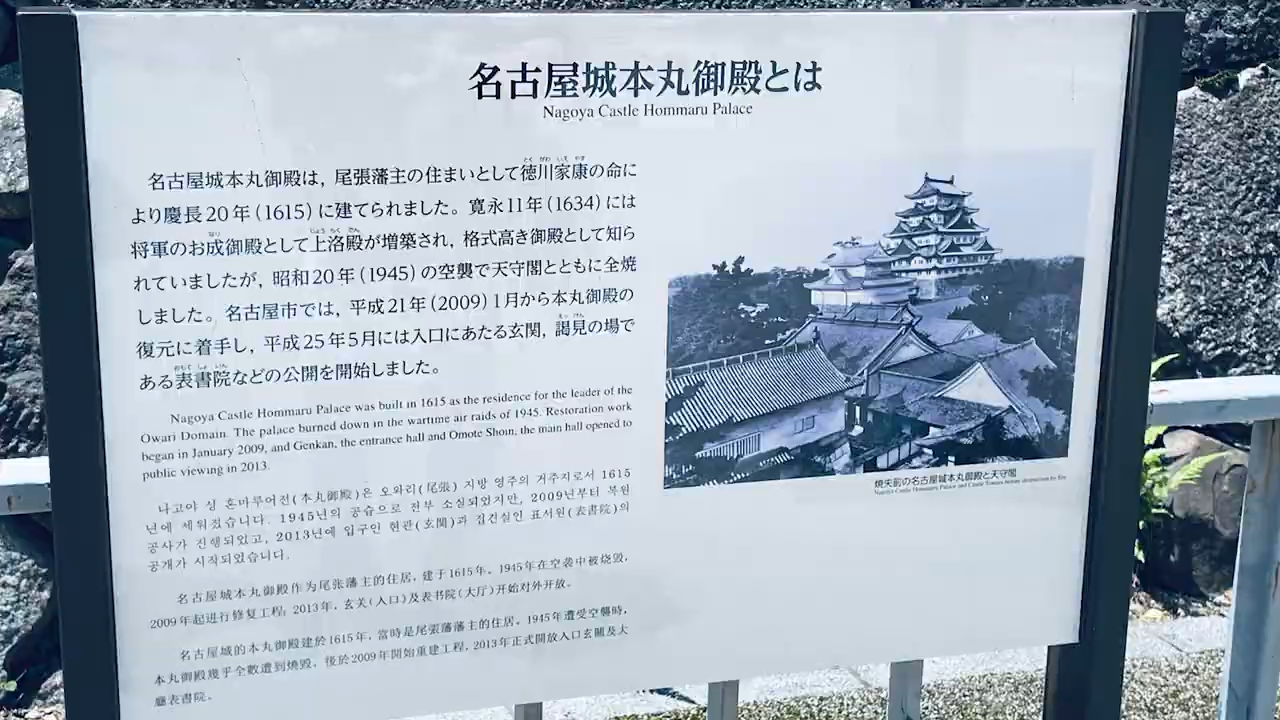 名古屋城本丸御殿とは
Nagoya Castle Hommaru Palace
名古屋城本丸御殿は，尾張藩主の住まいとして徳川家康の命に
より慶長20年（1615）に建てられました。寛永11年（1634）には
将軍のお成御殿として上洛殿が増築され，格式高き御殿として知ら
れていましたが，昭和20年（1945）の空襲で天守閣とともに全焼
しました。名古屋市では，平成21年（2009）1月から本丸御殿の
復元に着手し，平成25年5月には入口にあたる玄関，謁見の場で
ある表書院などの公開を開始しました。
Nagoya Castle Hommaru Palace was built in 1615 as the residence for the leader of the
Owari Domain. The palace burned down in the wartime air raids of 1945. Restoration work
began in January 2009, and Genkan, the entrance hall and Omote Shoin, the main hall opened to
public viewing in 2013.
나고야 성 혼마루어전(本丸御殿)은 오와리(尾張) 지방 영주의 거주지로서 1615
년에 세워졌습니다. 1945년의 공습으로 전부 소실되었지만, 2009년부터 복원
공사가 진행되었고, 2013년에 입구인 현관(玄関)과 접견실인 표서원(表書院)의
공개가 시작되었습니다.
名古屋城本丸御殿作为尾张藩主的住居，建于1615年。1945年在空袭中被烧毁，
2009年起进行修复工程；2013年，玄关（入口）及表书院（大厅）开始对外开放。
名古屋城的本丸御殿建於1615年，當時是尾張藩藩主的住居。1945年遭受空襲時，
本丸御殿幾乎全數遭到燒毀。後於2009年開始重建工程，2013年正式開放入口玄關及大
廳表書院。
焼失前の名古屋城本丸御殿と天守閣
Nagoya Castle Hommaru Palace and Castle Towers before destruction by fire